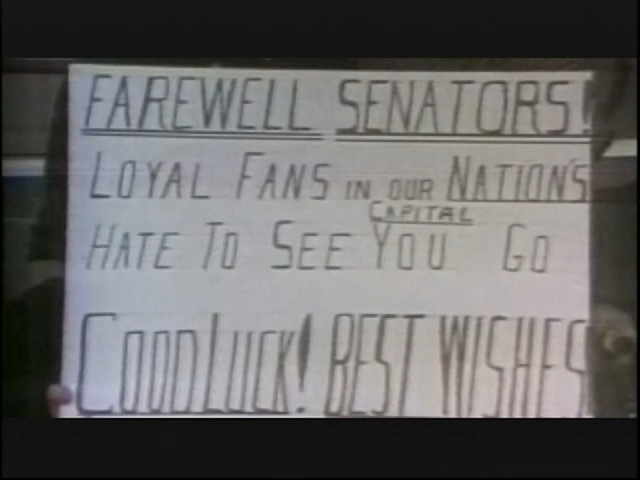 FAREWELL SENATORS!
LOYAL FANS IN OUR NATION'S
CAPITAL
HATE TO SEE YOU GO
GOOD LUCK! BEST WISHES